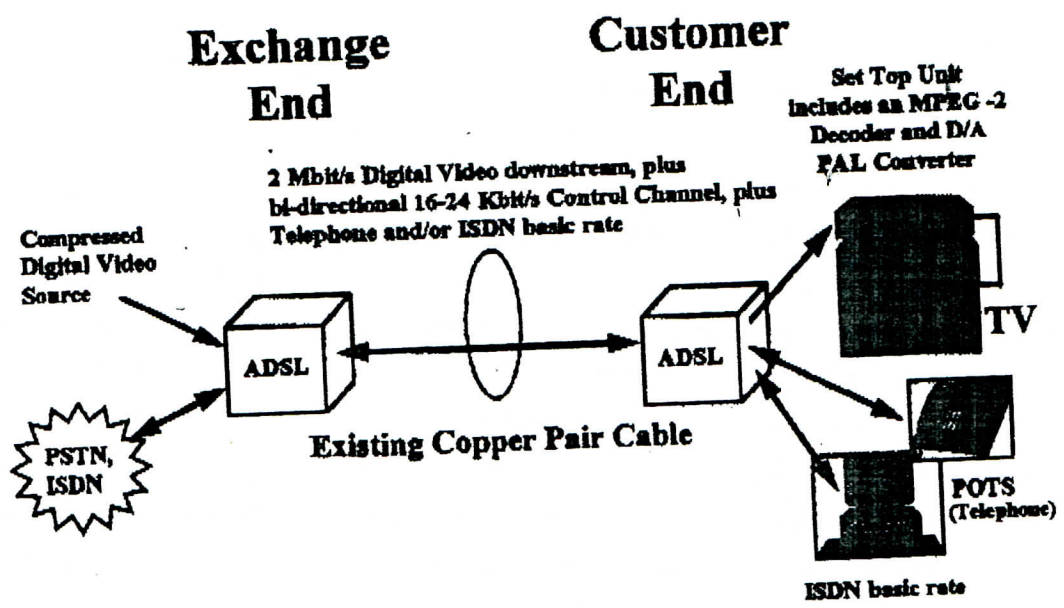 Exchange
End
Customer
End
Set Top Unit
includes an MPEG -2
Decoder and D/A
PAL Converter
2 Mbit/s Digital Video downstream, plus
bi-directional 16-24 Kbit/s Control Channel, plus
Telephone and/or ISDN basic rate
Compressed
Digital Video
Source
ADSL
ADSL
TV
PSTN,
ISDN
Existing Copper Pair Cable
POTS
(Telephone)
ISDN basic rate